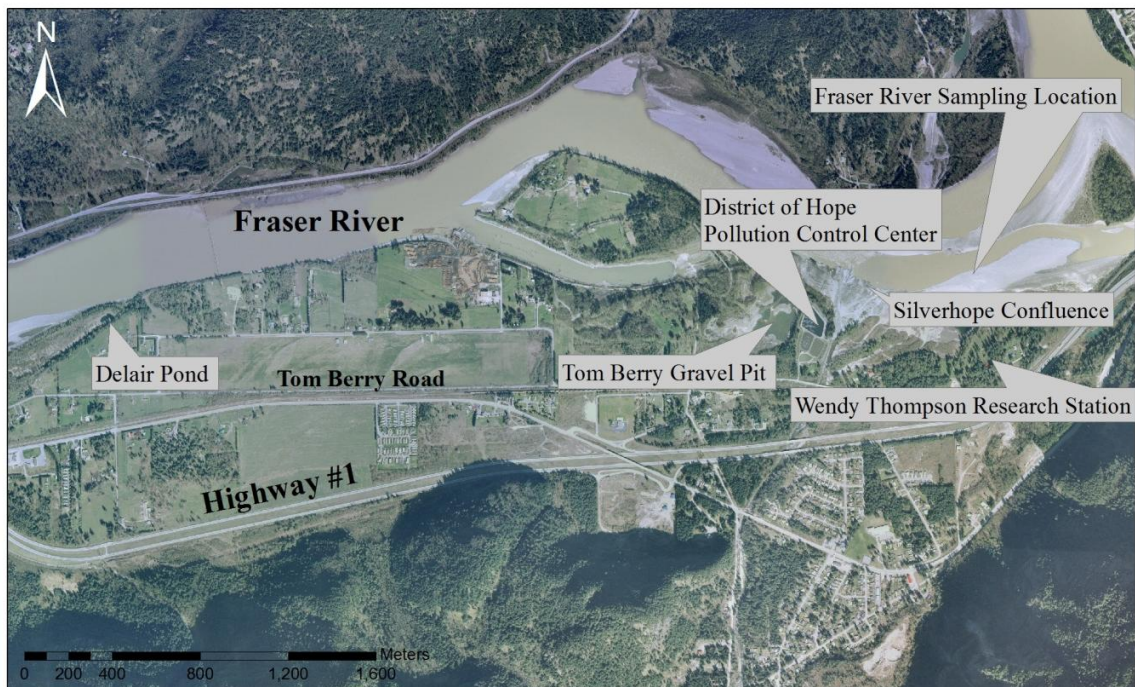 N
Fraser River Sampling Location
District of Hope
Pollution Control Center
Fraser River
Silverhope Confluence
Delair Pond
Tom Berry Road
Tom Berry Gravel Pit
Wendy Thompson Research Station
Highway #1
Meters
0 200 400 800 1,200 1,600